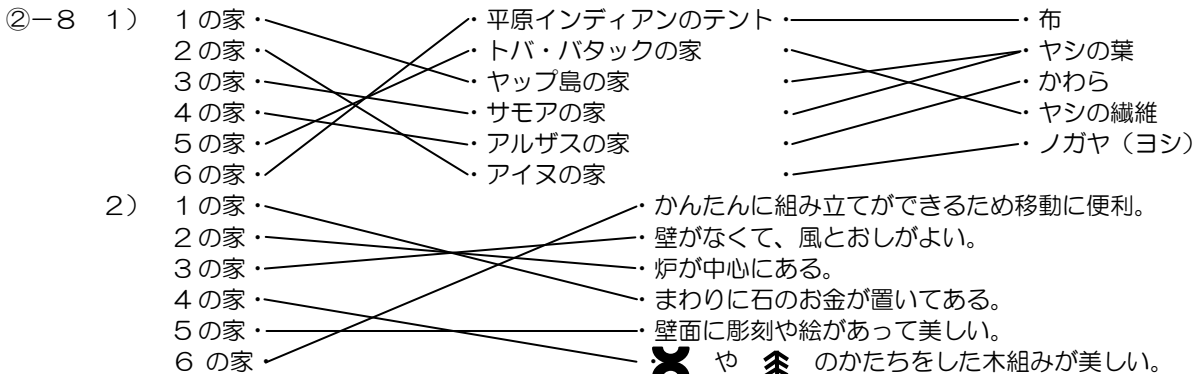 ②－８ １） １の家・ ・平原インディアンのテント・ ・布
２の家・ ・トバ・バタックの家 ・ ・ヤシの葉
３の家・ ・ヤップ島の家 ・ ・かわら
４の家・ ・サモアの家 ・ ・ヤシの繊維
５の家・ ・アルザスの家 ・ ・ノガヤ（ヨシ）
６の家・ ・アイヌの家 ・
２） １の家・ ・かんたんに組み立てができるため移動に便利。
２の家・ ・壁がなくて、風とおしがよい。
３の家・ ・炉が中心にある。
４の家・ ・まわりに石のお金が置いてある。
５の家・ ・壁面に彫刻や絵があって美しい。
６ の家・ ・ や のかたちをした木組みが美しい。